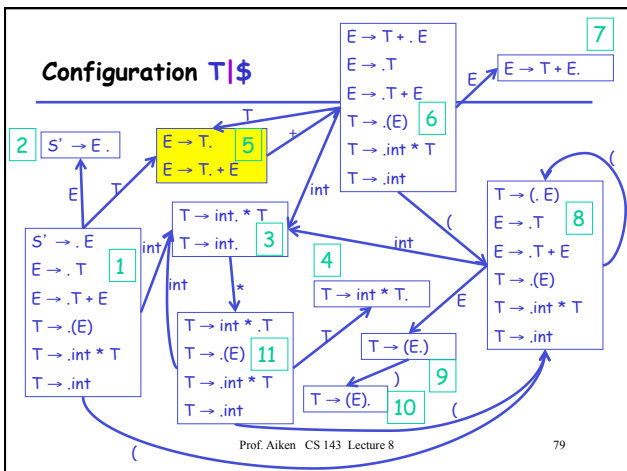 Configuration T|$
7
E → T + . E
E → .T
E → .T + E
T → .(E)
T → .int * T
T → .int
6
E
E → T + E.
2
S’ → E .
T
E → T.
E → T. + E
5
+
E
T
int
(
(
T → (. E)
E → .T
E → .T + E
T → .(E)
T → .int * T
T → .int
8
T → int. * T
T → int.
3
int
S’ → . E
E → . T
E → .T + E
T → .(E)
T → .int * T
T → .int
1
int
int
*
4
T → int * T.
E
T → int * .T
T → .(E)
T → .int * T
T → .int
11
T
T → (E.)
9
)
T → (E).
10
(
(
Prof. Aiken CS 143 Lecture 8
79